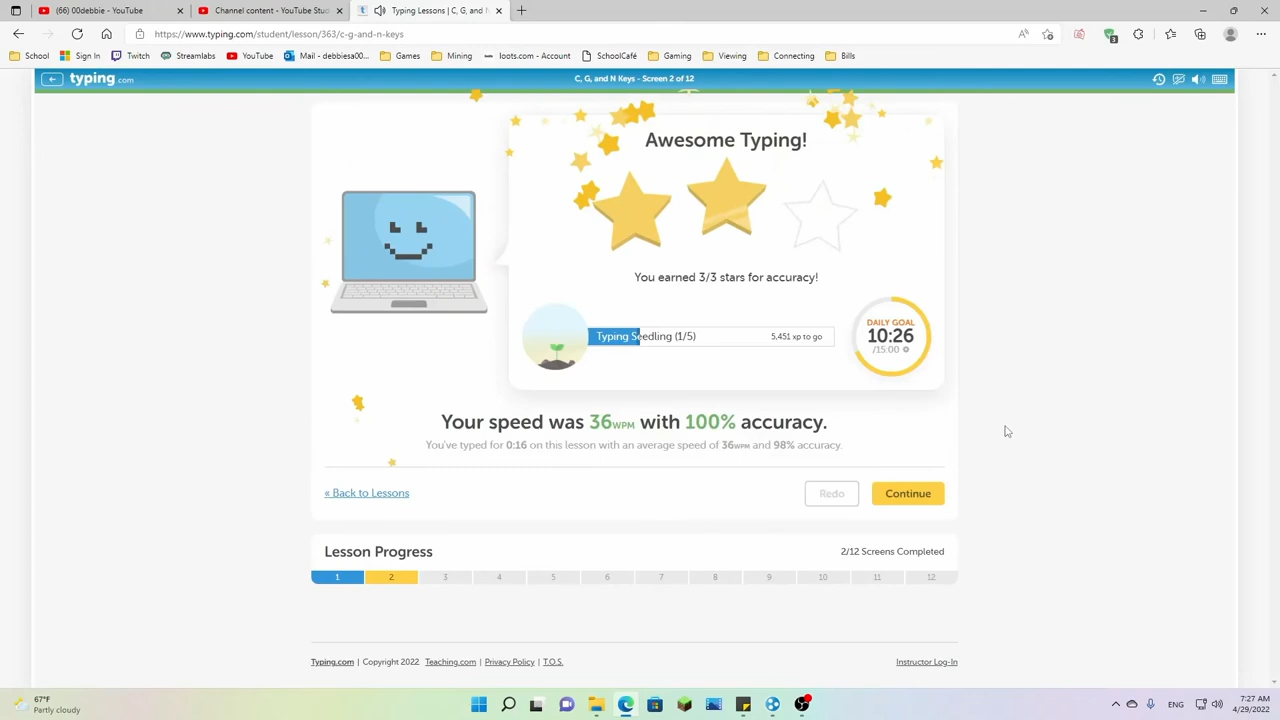 (66) 00debbie - YouTube
Channel content - YouTube Stud
Typing Lessons | C, G, and N
https://www.typing.com/student/lesson/363/c-g-and-n-keys
School
Sign In
Twitch
Streamlabs
YouTube
Mail - debbiesa00...
Games
Mining
loots.com - Account
SchoolCafé
Gaming
Viewing
Connecting
Bills
typing.com
C, G, and N Keys - Screen 2 of 12
Awesome Typing!
You earned 3/3 stars for accuracy!
Typing Seedling (1/5)
5,451 xp to go
DAILY GOAL
10:26
/15:00
Your speed was 36WPM with 100% accuracy.
You've typed for 0:16 on this lesson with an average speed of 36WPM and 98% accuracy.
« Back to Lessons
Redo
Continue
Lesson Progress
2/12 Screens Completed
1 2 3 4 5 6 7 8 9 10 11 12
Typing.com | Copyright 2022 Teaching.com | Privacy Policy | T.O.S.
Instructor Log-In
67°F
Partly cloudy
ENG
7:27 AM
4/29/2022